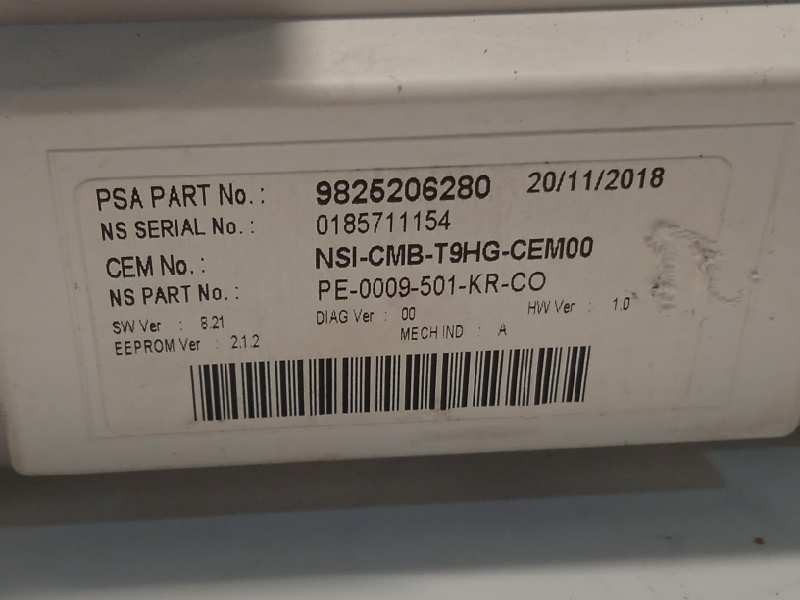 PSA PART No. : 9825206280 20/11/2018
NS SERIAL No. : 0185711154
CEM No. : NSI-CMB-T9HG-CEM00
NS PART No. : PE-0009-501-KR-CO
SW Ver : 8.21 DIAG Ver : 00 HW Ver : 1.0
EEPROM Ver : 2.1.2 MECH IND : A